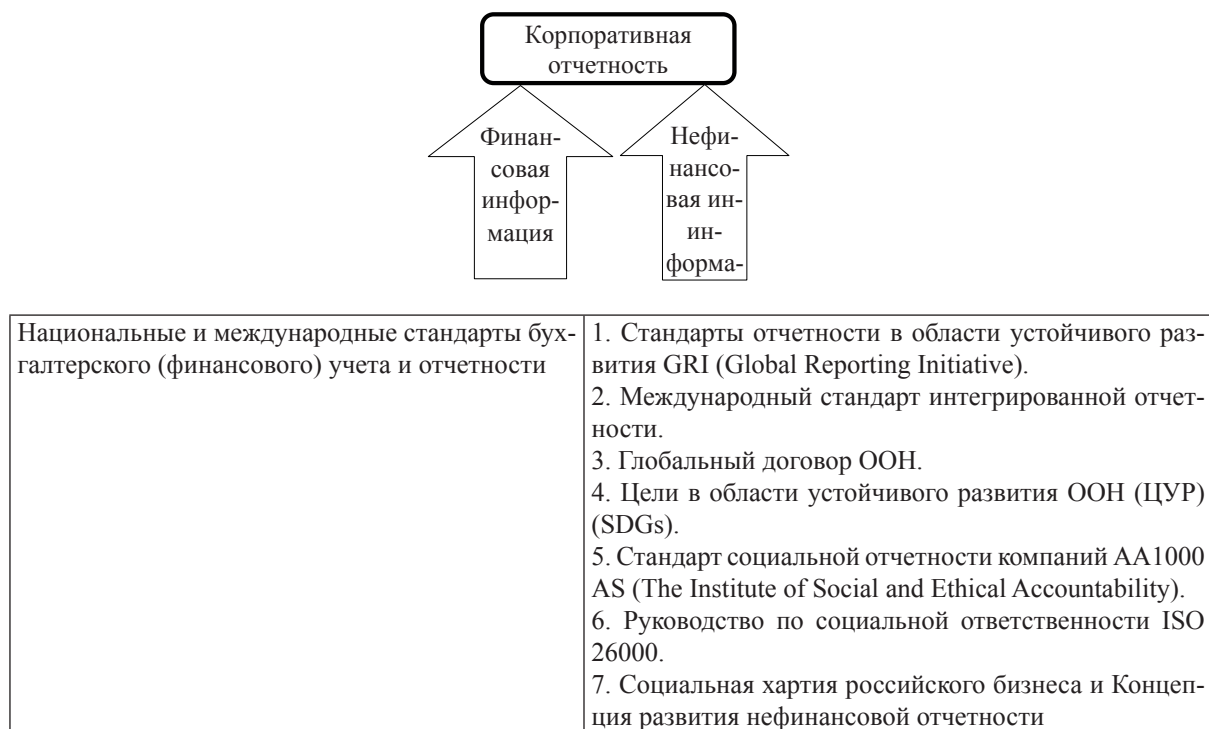 Корпоративная
отчетность
Финан-
совая
инфор-
мация
Нефи-
нансо-
вая ин-
ин-
форма-
Национальные и международные стандарты бух-
галтерского (финансового) учета и отчетности
1. Стандарты отчетности в области устойчивого раз-
вития GRI (Global Reporting Initiative).
2. Международный стандарт интегрированной отчет-
ности.
3. Глобальный договор ООН.
4. Цели в области устойчивого развития ООН (ЦУР)
(SDGs).
5. Стандарт социальной отчетности компаний AA1000
AS (The Institute of Social and Ethical Accountability).
6. Руководство по социальной ответственности ISO
26000.
7. Социальная хартия российского бизнеса и Концеп-
ция развития нефинансовой отчетности